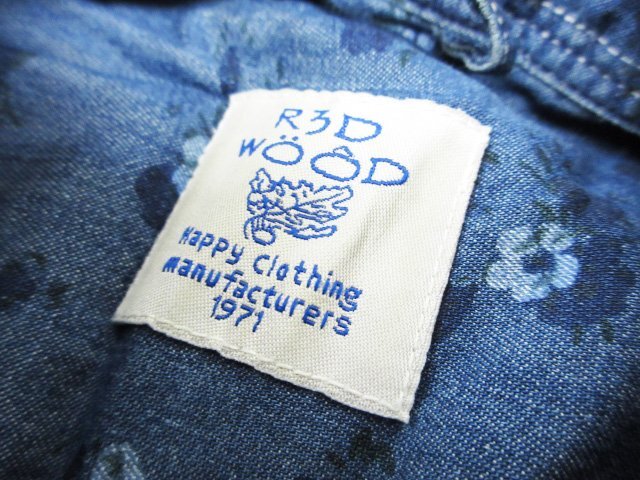 R3D
WÖÔD
Happy Clothing
manufacturers
1971